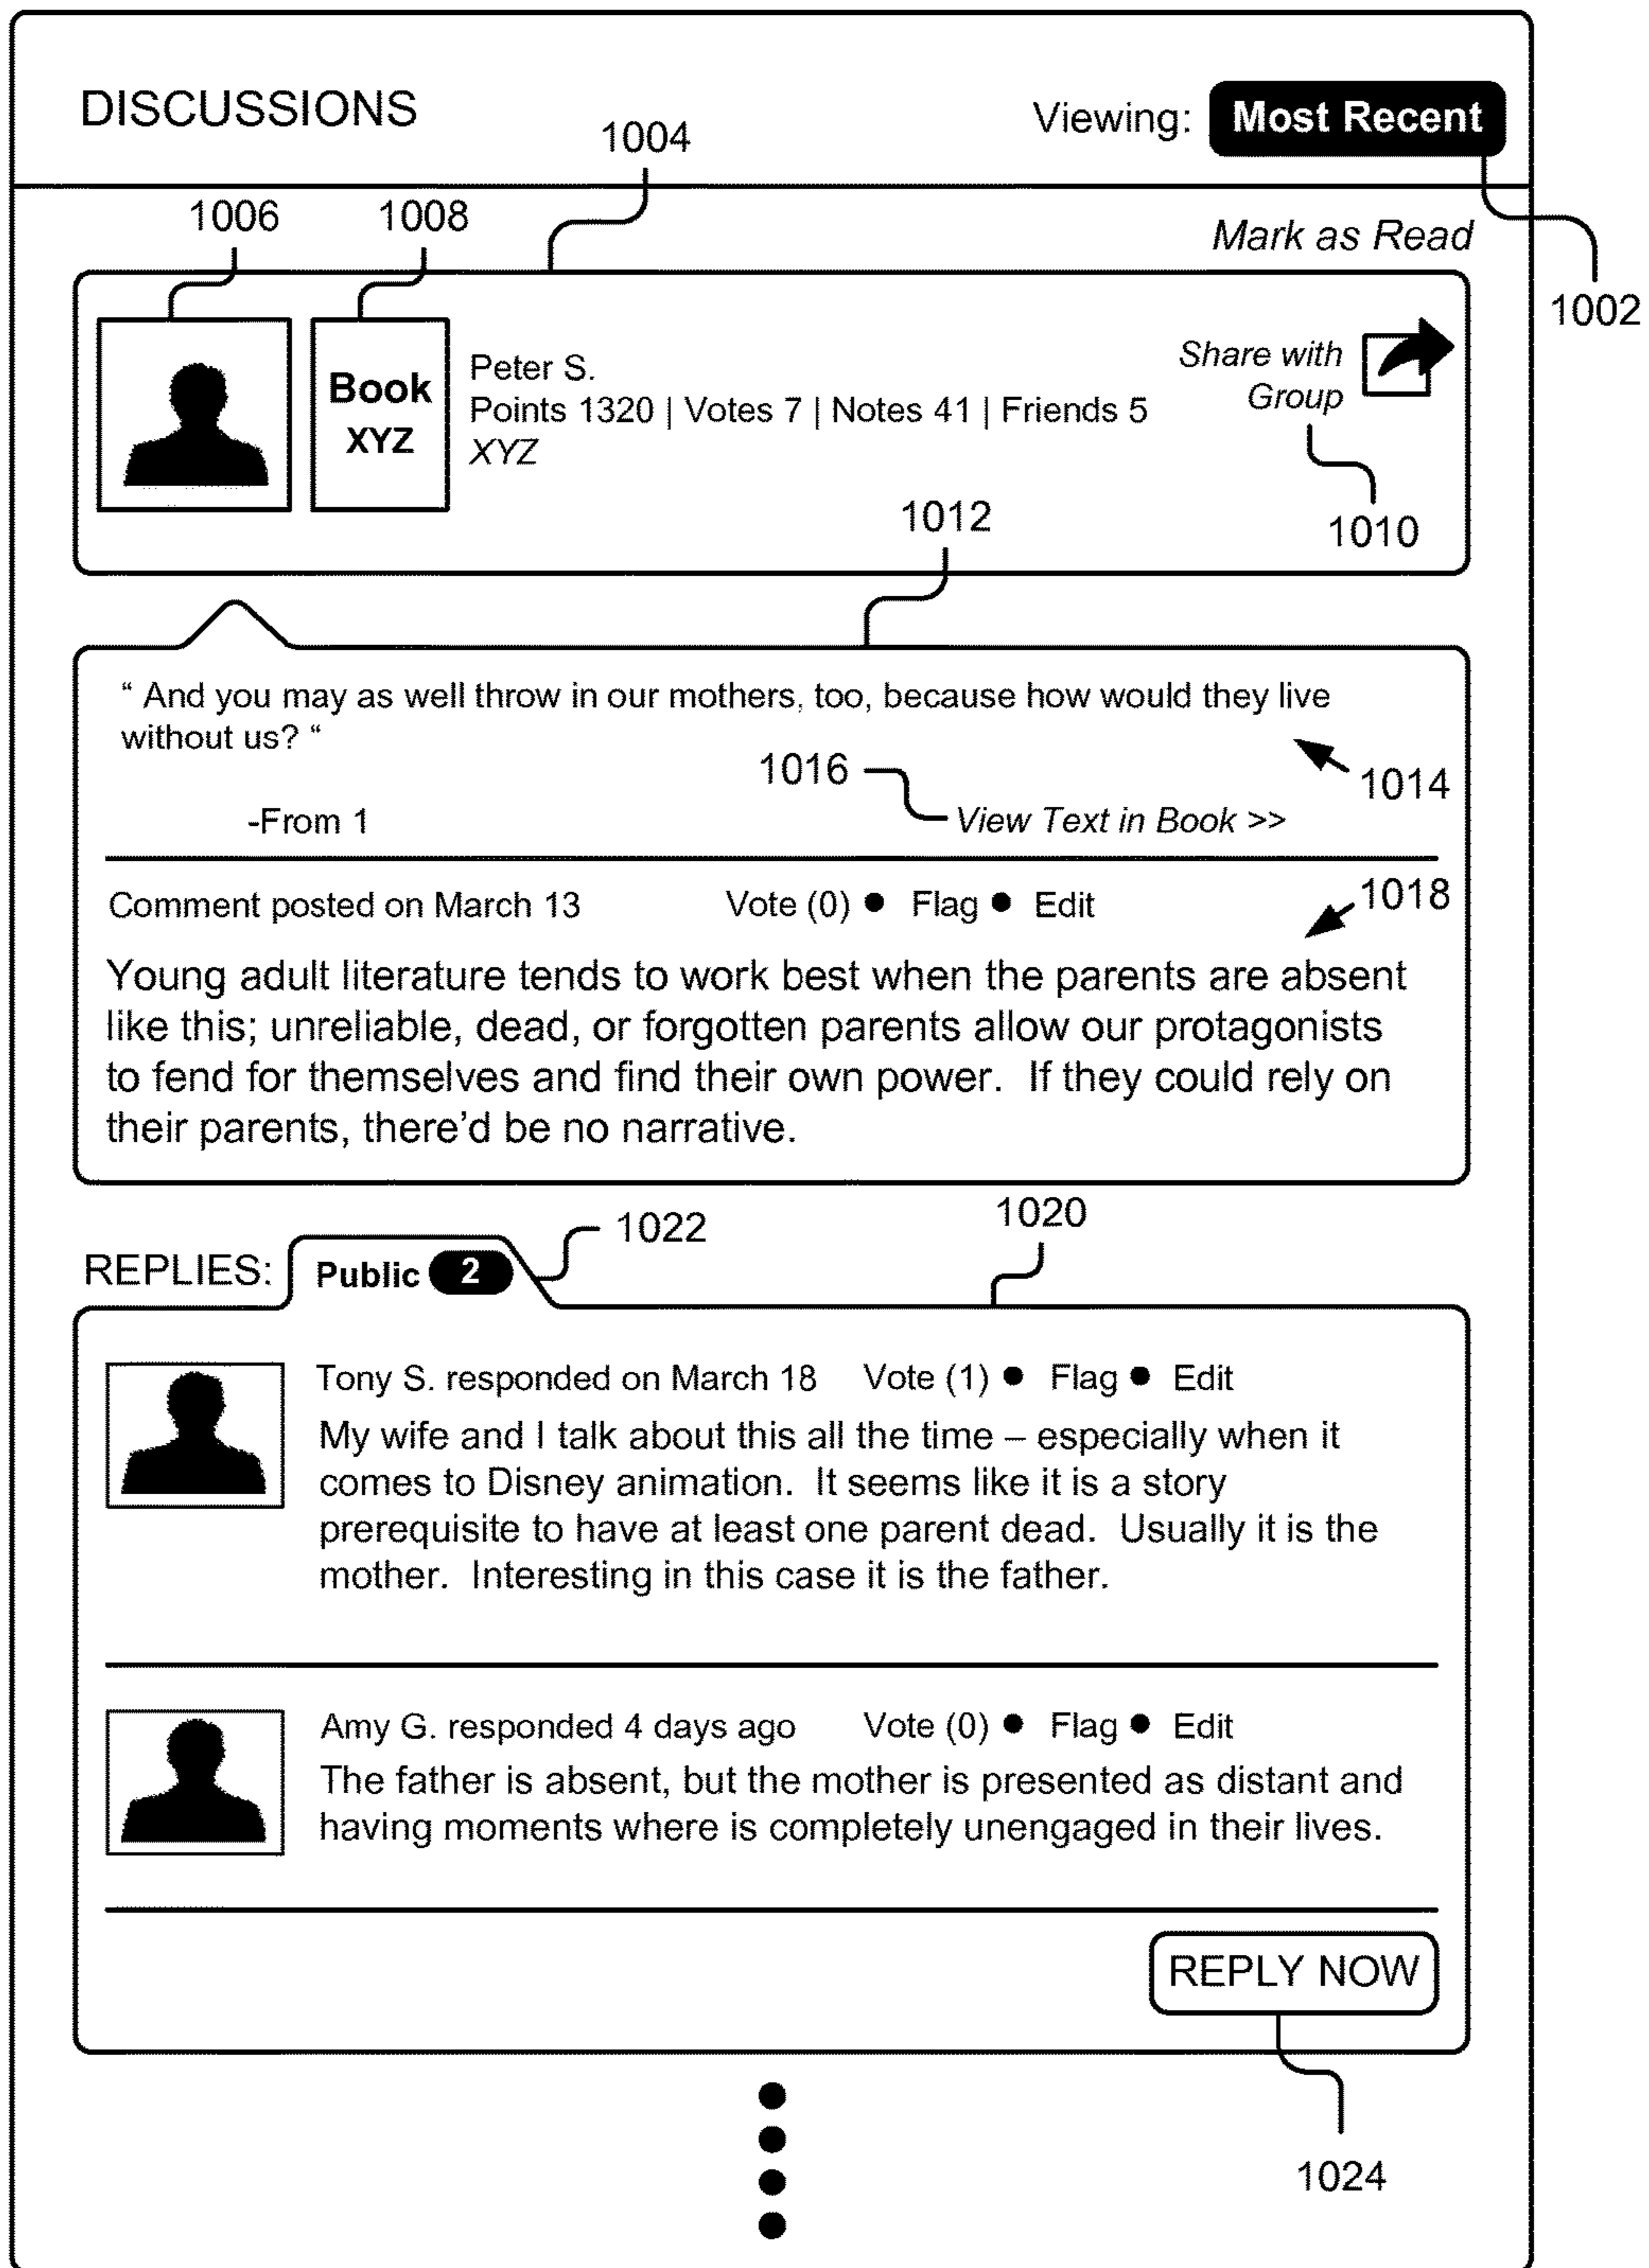 DISCUSSIONS
Viewing: Most Recent
1004
1006
1008
Mark as Read
1002
Book
XYZ
Peter S.
Points 1320 | Votes 7 | Notes 41 | Friends 5
XYZ
Share with
Group
1010
1012
“ And you may as well throw in our mothers, too, because how would they live
without us? “
1014
1016
-From 1
View Text in Book >>
Comment posted on March 13 Vote (0) ● Flag ● Edit
1018
Young adult literature tends to work best when the parents are absent
like this; unreliable, dead, or forgotten parents allow our protagonists
to fend for themselves and find their own power.  If they could rely on
their parents, there’d be no narrative.
1020
1022
REPLIES: Public 2
Tony S. responded on March 18 Vote (1) ● Flag ● Edit
My wife and I talk about this all the time – especially when it
comes to Disney animation.  It seems like it is a story
prerequisite to have at least one parent dead.  Usually it is the
mother.  Interesting in this case it is the father.
Amy G. responded 4 days ago Vote (0) ● Flag ● Edit
The father is absent, but the mother is presented as distant and
having moments where is completely unengaged in their lives.
REPLY NOW
1024